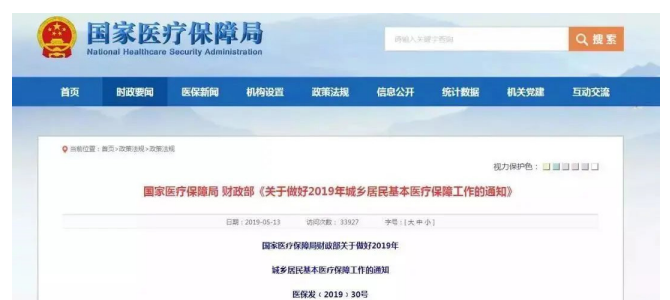 国家医疗保障局
National Healthcare Security Administration
请输入关键字查询
搜索
首页 时政要闻 医保新闻 机构设置 政策法规 信息公开 统计数据 机关党建 互动交流
当前位置：首页>政策法规>政策法规
视力保护色：
国家医疗保障局 财政部《关于做好2019年城乡居民基本医疗保障工作的通知》
日期：2019-05-13 访问次数：33927 字号：[ 大 中 小 ]
国家医疗保障局财政部关于做好2019年
城乡居民基本医疗保障工作的通知
医保发﹝2019﹞30号